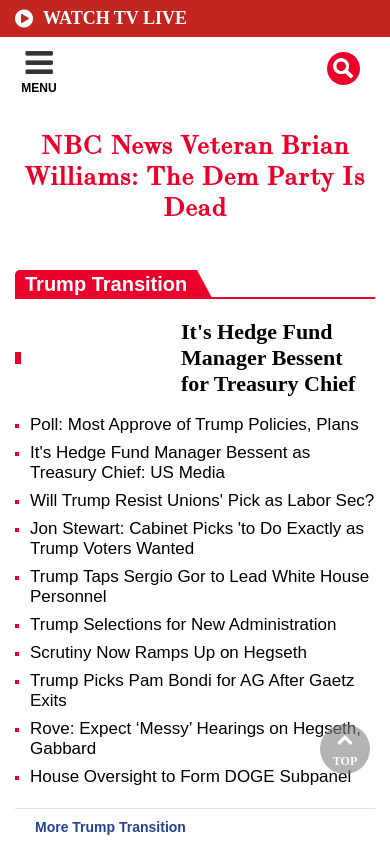 WATCH TV LIVE
MENU
NBC News Veteran Brian
Williams: The Dem Party Is
Dead
Trump Transition
It's Hedge Fund
Manager Bessent
for Treasury Chief
Poll: Most Approve of Trump Policies, Plans
It's Hedge Fund Manager Bessent as
Treasury Chief: US Media
Will Trump Resist Unions' Pick as Labor Sec?
Jon Stewart: Cabinet Picks 'to Do Exactly as
Trump Voters Wanted
Trump Taps Sergio Gor to Lead White House
Personnel
Trump Selections for New Administration
Scrutiny Now Ramps Up on Hegseth
Trump Picks Pam Bondi for AG After Gaetz
Exits
Rove: Expect ‘Messy’ Hearings on Hegseth,
Gabbard
House Oversight to Form DOGE Subpanel
TOP
More Trump Transition